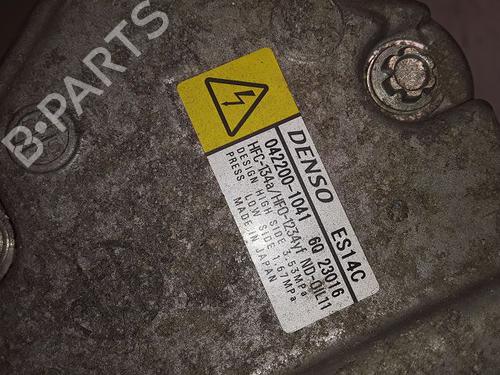 B·PARTS
DENSO ES14C
042200-1041 6Q 23016
HFC-134a/HFO-1234yf ND-OIL11
DESIGN HIGH SIDE 3.53MPa
PRESS LOW SIDE 1.67MPa
MADE IN JAPAN